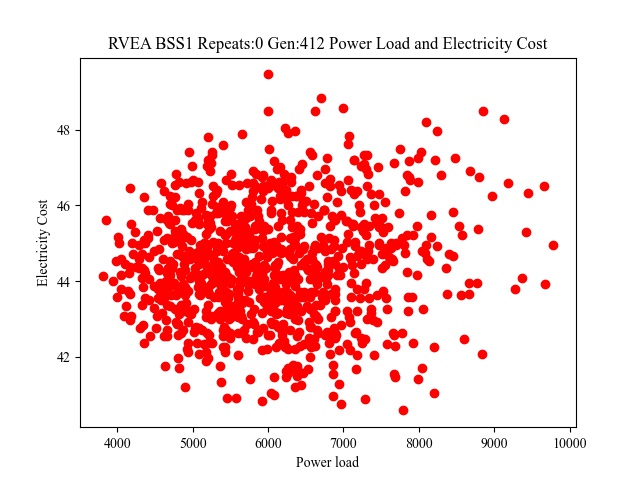 RVEA BSS1 Repeats:0 Gen:412 Power Load and Electricity Cost
48
46
44
42
Electricity Cost
4000 5000 6000 7000 8000 9000 10000
Power load